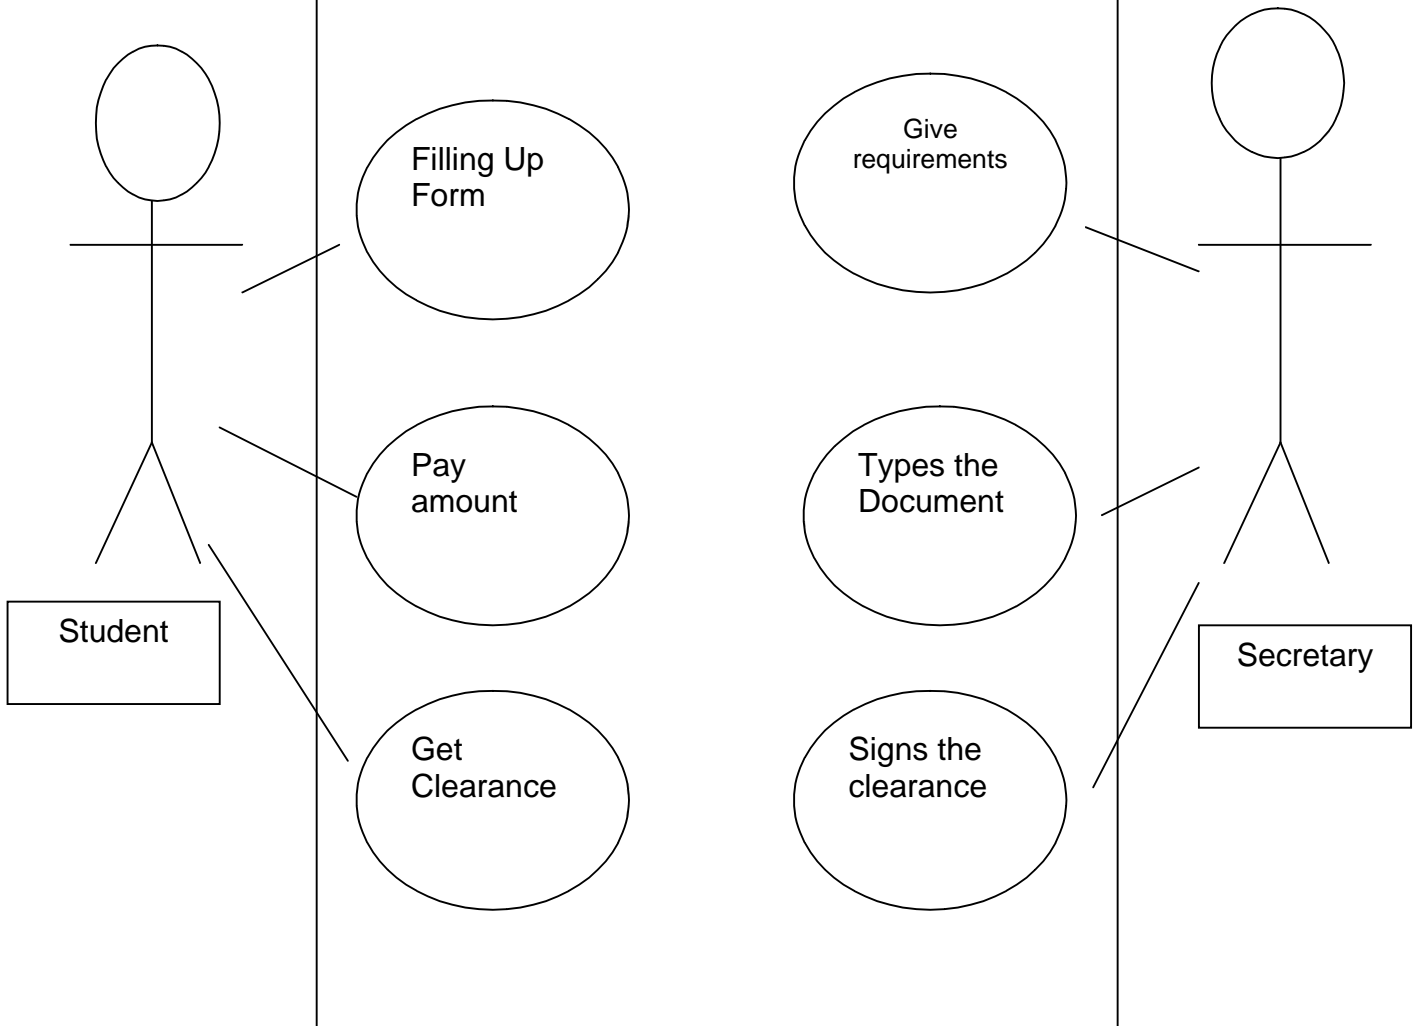 Filling Up
Form
Give
requirements
Pay
amount
Types the
Document
Student
Secretary
Get
Clearance
Signs the
clearance